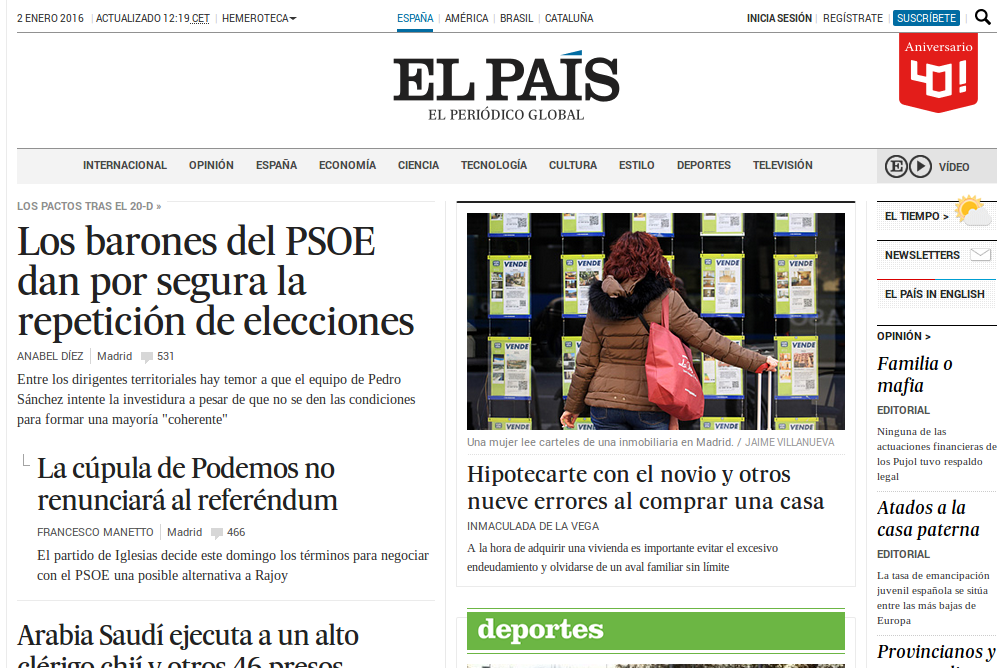 2 ENERO 2016 | ACTUALIZADO 12:19 CET | HEMEROTECA
ESPAÑA | AMÉRICA | BRASIL | CATALUÑA
INICIA SESIÓN | REGÍSTRATE | SUSCRÍBETE
Aniversario
40!
EL PAÍS
EL PERIÓDICO GLOBAL
INTERNACIONAL OPINIÓN ESPAÑA ECONOMÍA CIENCIA TECNOLOGÍA CULTURA ESTILO DEPORTES TELEVISIÓN
E VÍDEO
LOS PACTOS TRAS EL 20-D »
Los barones del PSOE
dan por segura la
repetición de elecciones
ANABEL DÍEZ | Madrid 531
Entre los dirigentes territoriales hay temor a que el equipo de Pedro
Sánchez intente la investidura a pesar de que no se den las condiciones
para formar una mayoría "coherente"
La cúpula de Podemos no
renunciará al referéndum
FRANCESCO MANETTO | Madrid 466
El partido de Iglesias decide este domingo los términos para negociar
con el PSOE una posible alternativa a Rajoy
Arabia Saudí ejecuta a un alto
clérigo chií y otros 46 presos
VENDE
VENDE
VENDE
VENDE
VENDE
VENDE
VENDE
Una mujer lee carteles de una inmobiliaria en Madrid. / JAIME VILLANUEVA
Hipotecarte con el novio y otros
nueve errores al comprar una casa
INMACULADA DE LA VEGA
A la hora de adquirir una vivienda es importante evitar el excesivo
endeudamiento y olvidarse de un aval familiar sin límite
deportes
EL TIEMPO >
NEWSLETTERS
EL PAÍS IN ENGLISH
OPINIÓN >
Familia o
mafia
EDITORIAL
Ninguna de las
actuaciones financieras de
los Pujol tuvo respaldo
legal
Atados a la
casa paterna
EDITORIAL
La tasa de emancipación
juvenil española se sitúa
entre las más bajas de
Europa
Provincianos y